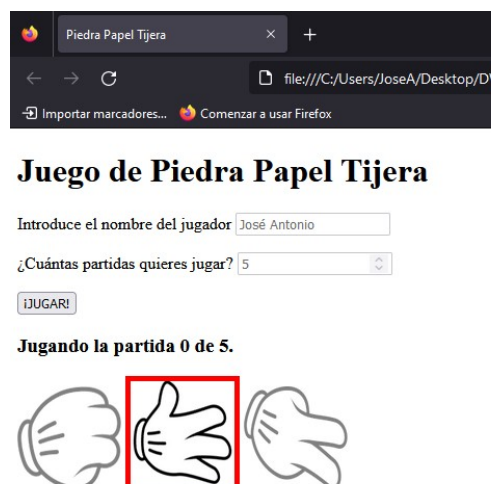 Piedra Papel Tijera
file:///C:/Users/JoseA/Desktop/D
Importar marcadores... Comenzar a usar Firefox
Juego de Piedra Papel Tijera
Introduce el nombre del jugador José Antonio
¿Cuántas partidas quieres jugar? 5
¡JUGAR!
Jugando la partida 0 de 5.